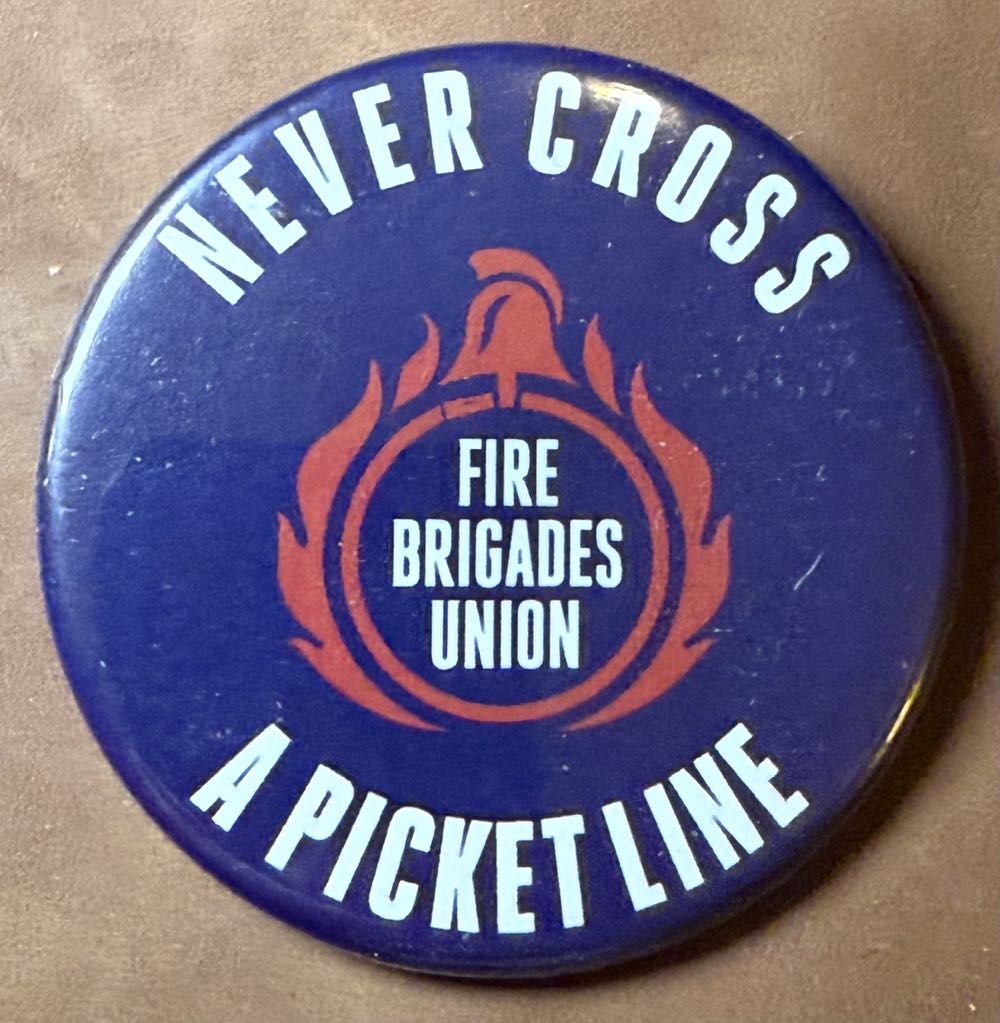 NEVER CROSS
FIRE
BRIGADES
UNION
A PICKET LINE